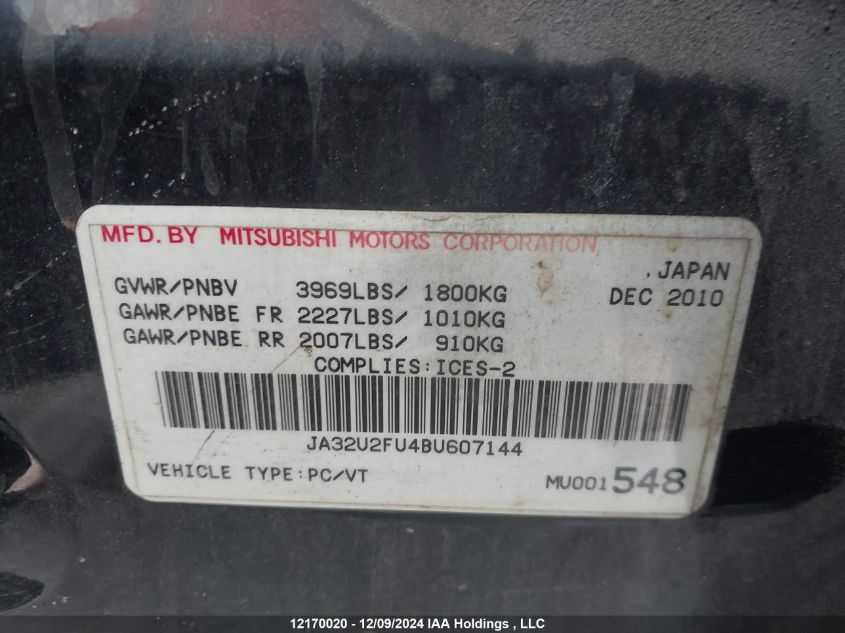 MFD. BY MITSUBISHI MOTORS CORPORATION
, JAPAN
GVWR/PNBV 3969LBS/ 1800KG DEC 2010
GAWR/PNBE FR 2227LBS/ 1010KG
GAWR/PNBE RR 2007LBS/ 910KG
COMPLIES:ICES-2
JA32U2FU4BU607144
VEHICLE TYPE:PC/VT MU001548
12170020 - 12/09/2024 IAA Holdings , LLC